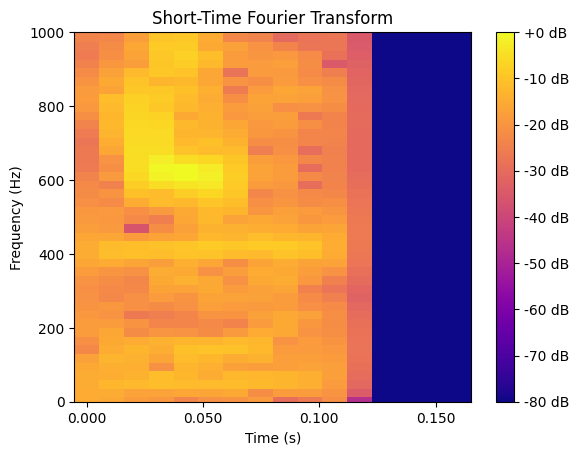 Short-Time Fourier Transform
1000
800
600
400
200
0
Frequency (Hz)
0.000
0.050
0.100
0.150
Time (s)
+0 dB
-10 dB
-20 dB
-30 dB
-40 dB
-50 dB
-60 dB
-70 dB
-80 dB